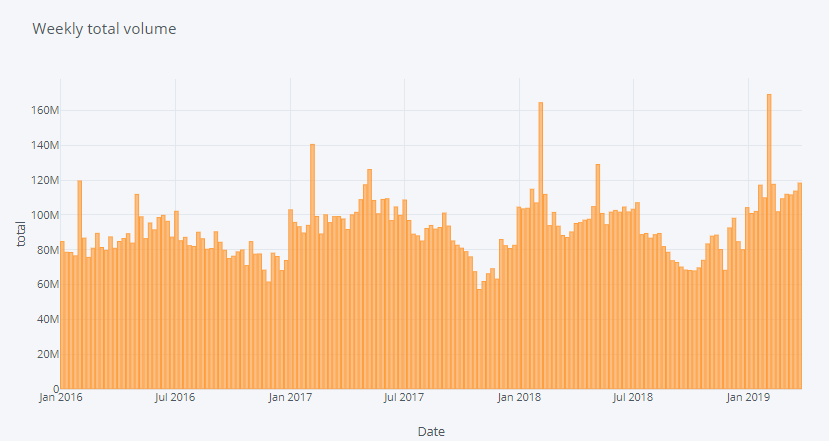 Weekly total volume
160M
140M
120M
100M
80M
60M
40M
20M
0
total
Jan 2016 Jul 2016 Jan 2017 Jul 2017 Jan 2018 Jul 2018 Jan 2019
Date